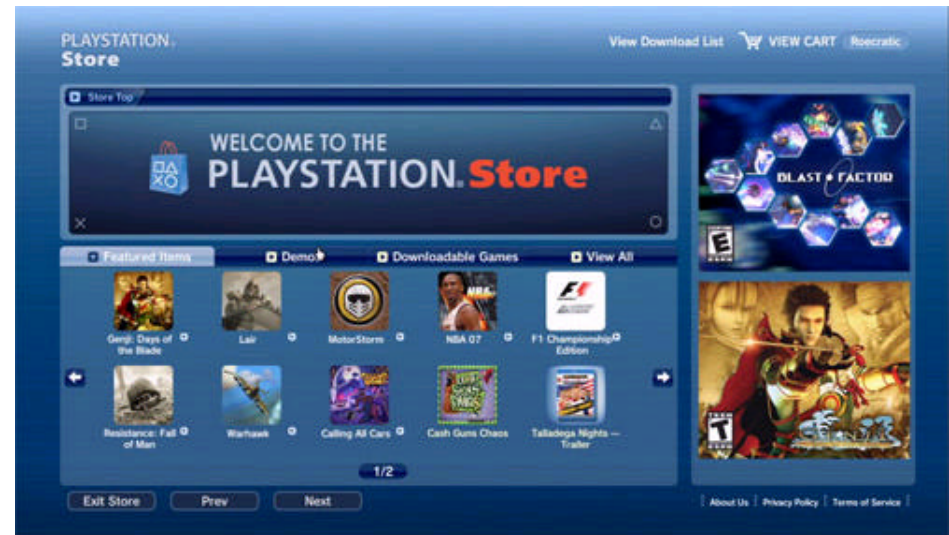 PLAYSTATION®
Store
View Download List
VIEW CART
Roecratic
Store Top
WELCOME TO THE
PLAYSTATION®Store
BLAST FACTOR
E
Featured Items
Demos
Downloadable Games
View All
Genji: Days of
the Blade
Lair
MotorStorm
NBA 07
F1 Championship
Edition
Resistance: Fall
of Man
Warhawk
Calling All Cars
Cash Guns Chaos
Talladega Nights —
Trailer
TEEN
T
1/2
Exit Store
Prev
Next
About Us
Privacy Policy
Terms of Service